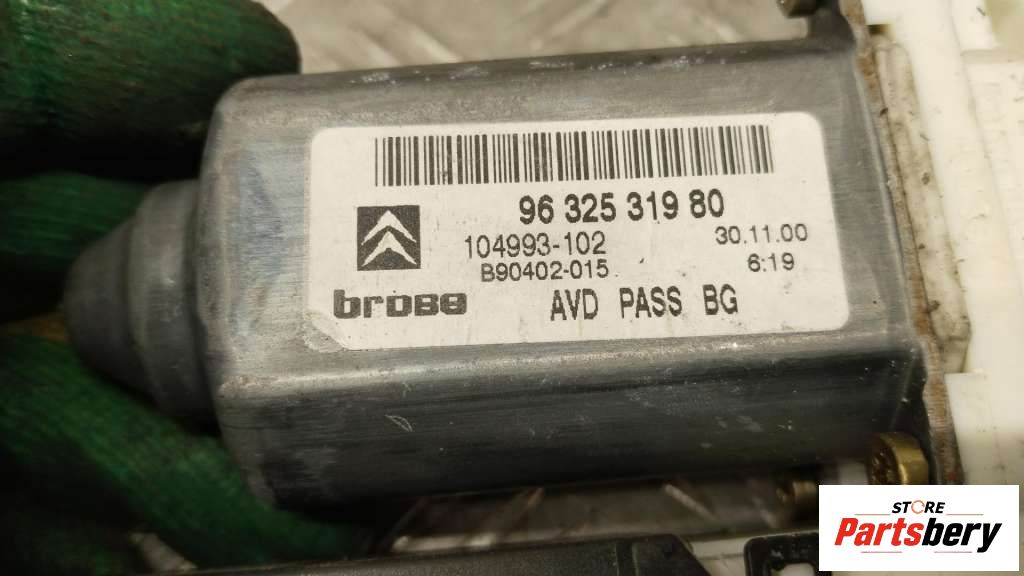 96 325 319 80
104993-102
30.11.00
B90402-015
6:19
brose
AVD PASS BG
STORE
Partsbery